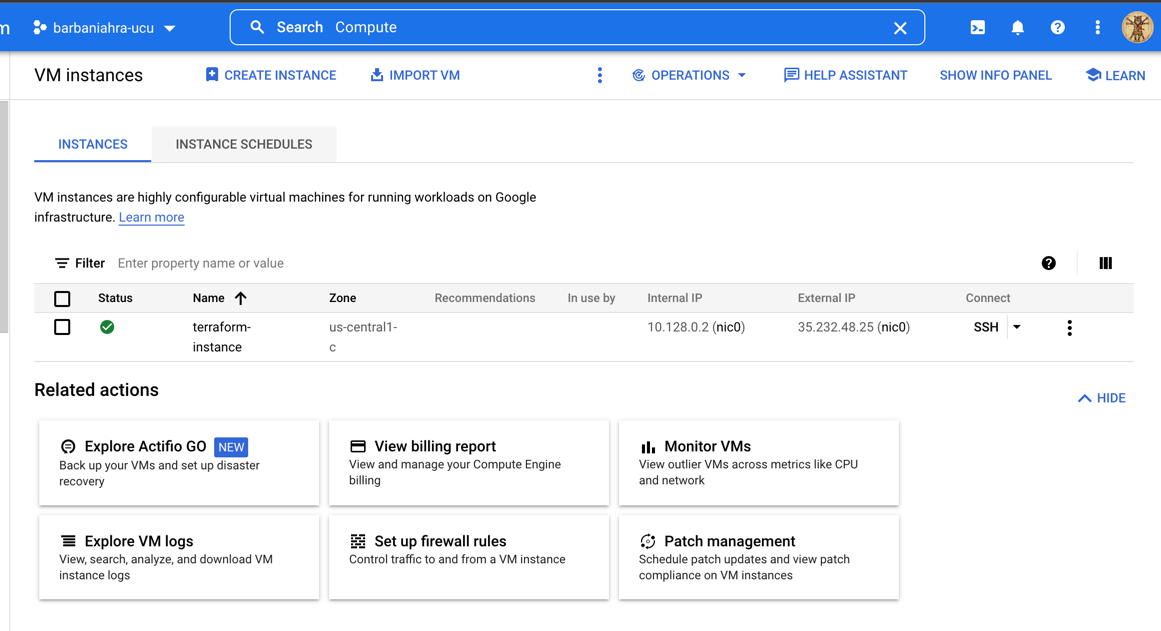 m barbaniahra-ucu Search Compute
VM instances CREATE INSTANCE IMPORT VM OPERATIONS HELP ASSISTANT SHOW INFO PANEL LEARN
INSTANCES INSTANCE SCHEDULES
VM instances are highly configurable virtual machines for running workloads on Google
infrastructure. Learn more
Filter Enter property name or value
Status Name Zone Recommendations In use by Internal IP External IP Connect
terraform- us-central1- 10.128.0.2 (nic0) 35.232.48.25 (nic0) SSH
instance c
Related actions
HIDE
Explore Actifio GO NEW
Back up your VMs and set up disaster
recovery
View billing report
View and manage your Compute Engine
billing
Monitor VMs
View outlier VMs across metrics like CPU
and network
Explore VM logs
View, search, analyze, and download VM
instance logs
Set up firewall rules
Control traffic to and from a VM instance
Patch management
Schedule patch updates and view patch
compliance on VM instances